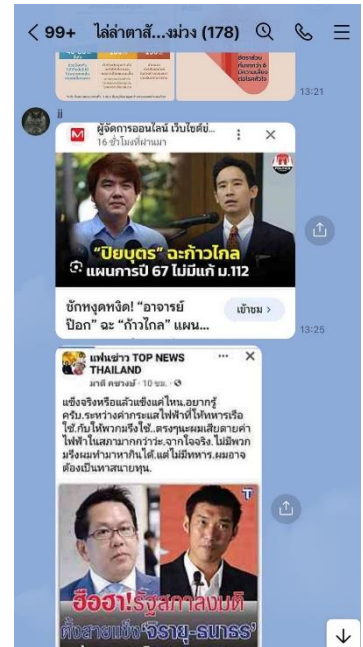 99+ ไล่ล่าตาสั...งม่วง (178)
13:21
jj
ผู้จัดการออนไลน์ เว็บไซต์ข่...
16 ชั่วโมงที่ผ่านมา
"ปิยบุตร" ฉะก้าวไกล
แผนการปี 67 ไม่มีแก้ ม.112
ชักหงุดหงิด! "อาจารย์
ป๊อก" ฉะ "ก้าวไกล" แผน...
เข้าชม >
13:25
แฟนข่าว TOP NEWS
THAILAND
มาดี คชวงษ์ · 10 ชม. ·
แข็งจริงหรือแล้วแข็งแค่ไหน.อยากรู้
ครับ.ระหว่างค่ากระแสไฟฟ้าที่ให้ทหารเรือ
ใช้.กับให้พวกมรึงใช้..ตรงๆนะผมเสียดายค่า
ไฟฟ้าในสภามากกว่าว่ะ.จากใจจริง.ไม่มีพวก
มรึงผมทำมาหากินได้.แต่ไม่มีทหาร.ผมอาจ
ต้องเป็นทาสนายทุน.
ฮือฮา!รัฐสภาลงมติ
ตั้งสายแข็ง'จิรายุ-ธนาธร'